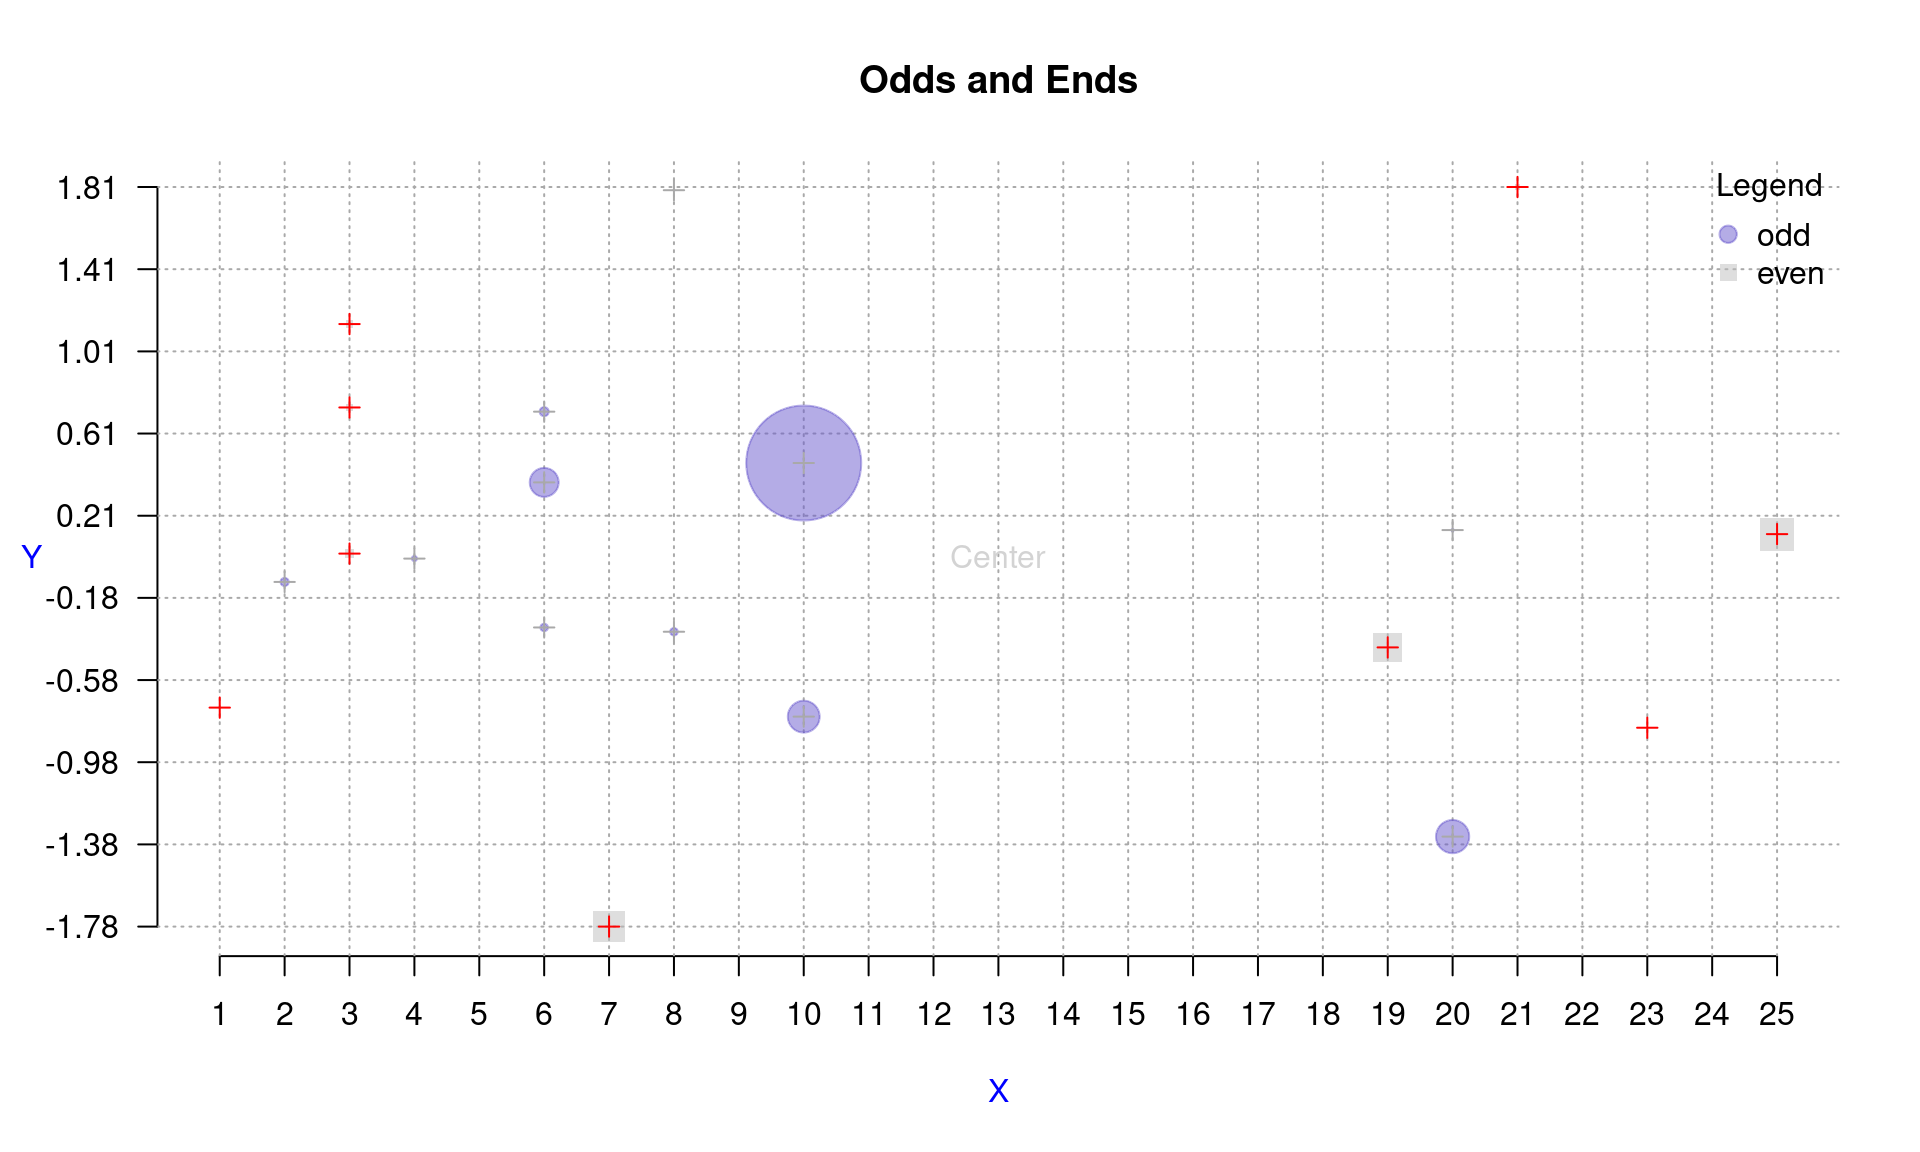 Odds and Ends
Legend
odd
even
1.81
1.41
1.01
0.61
0.21
-0.18
-0.58
-0.98
-1.38
-1.78
Y
Center
1 2 3 4 5 6 7 8 9 10 11 12 13 14 15 16 17 18 19 20 21 22 23 24 25
X